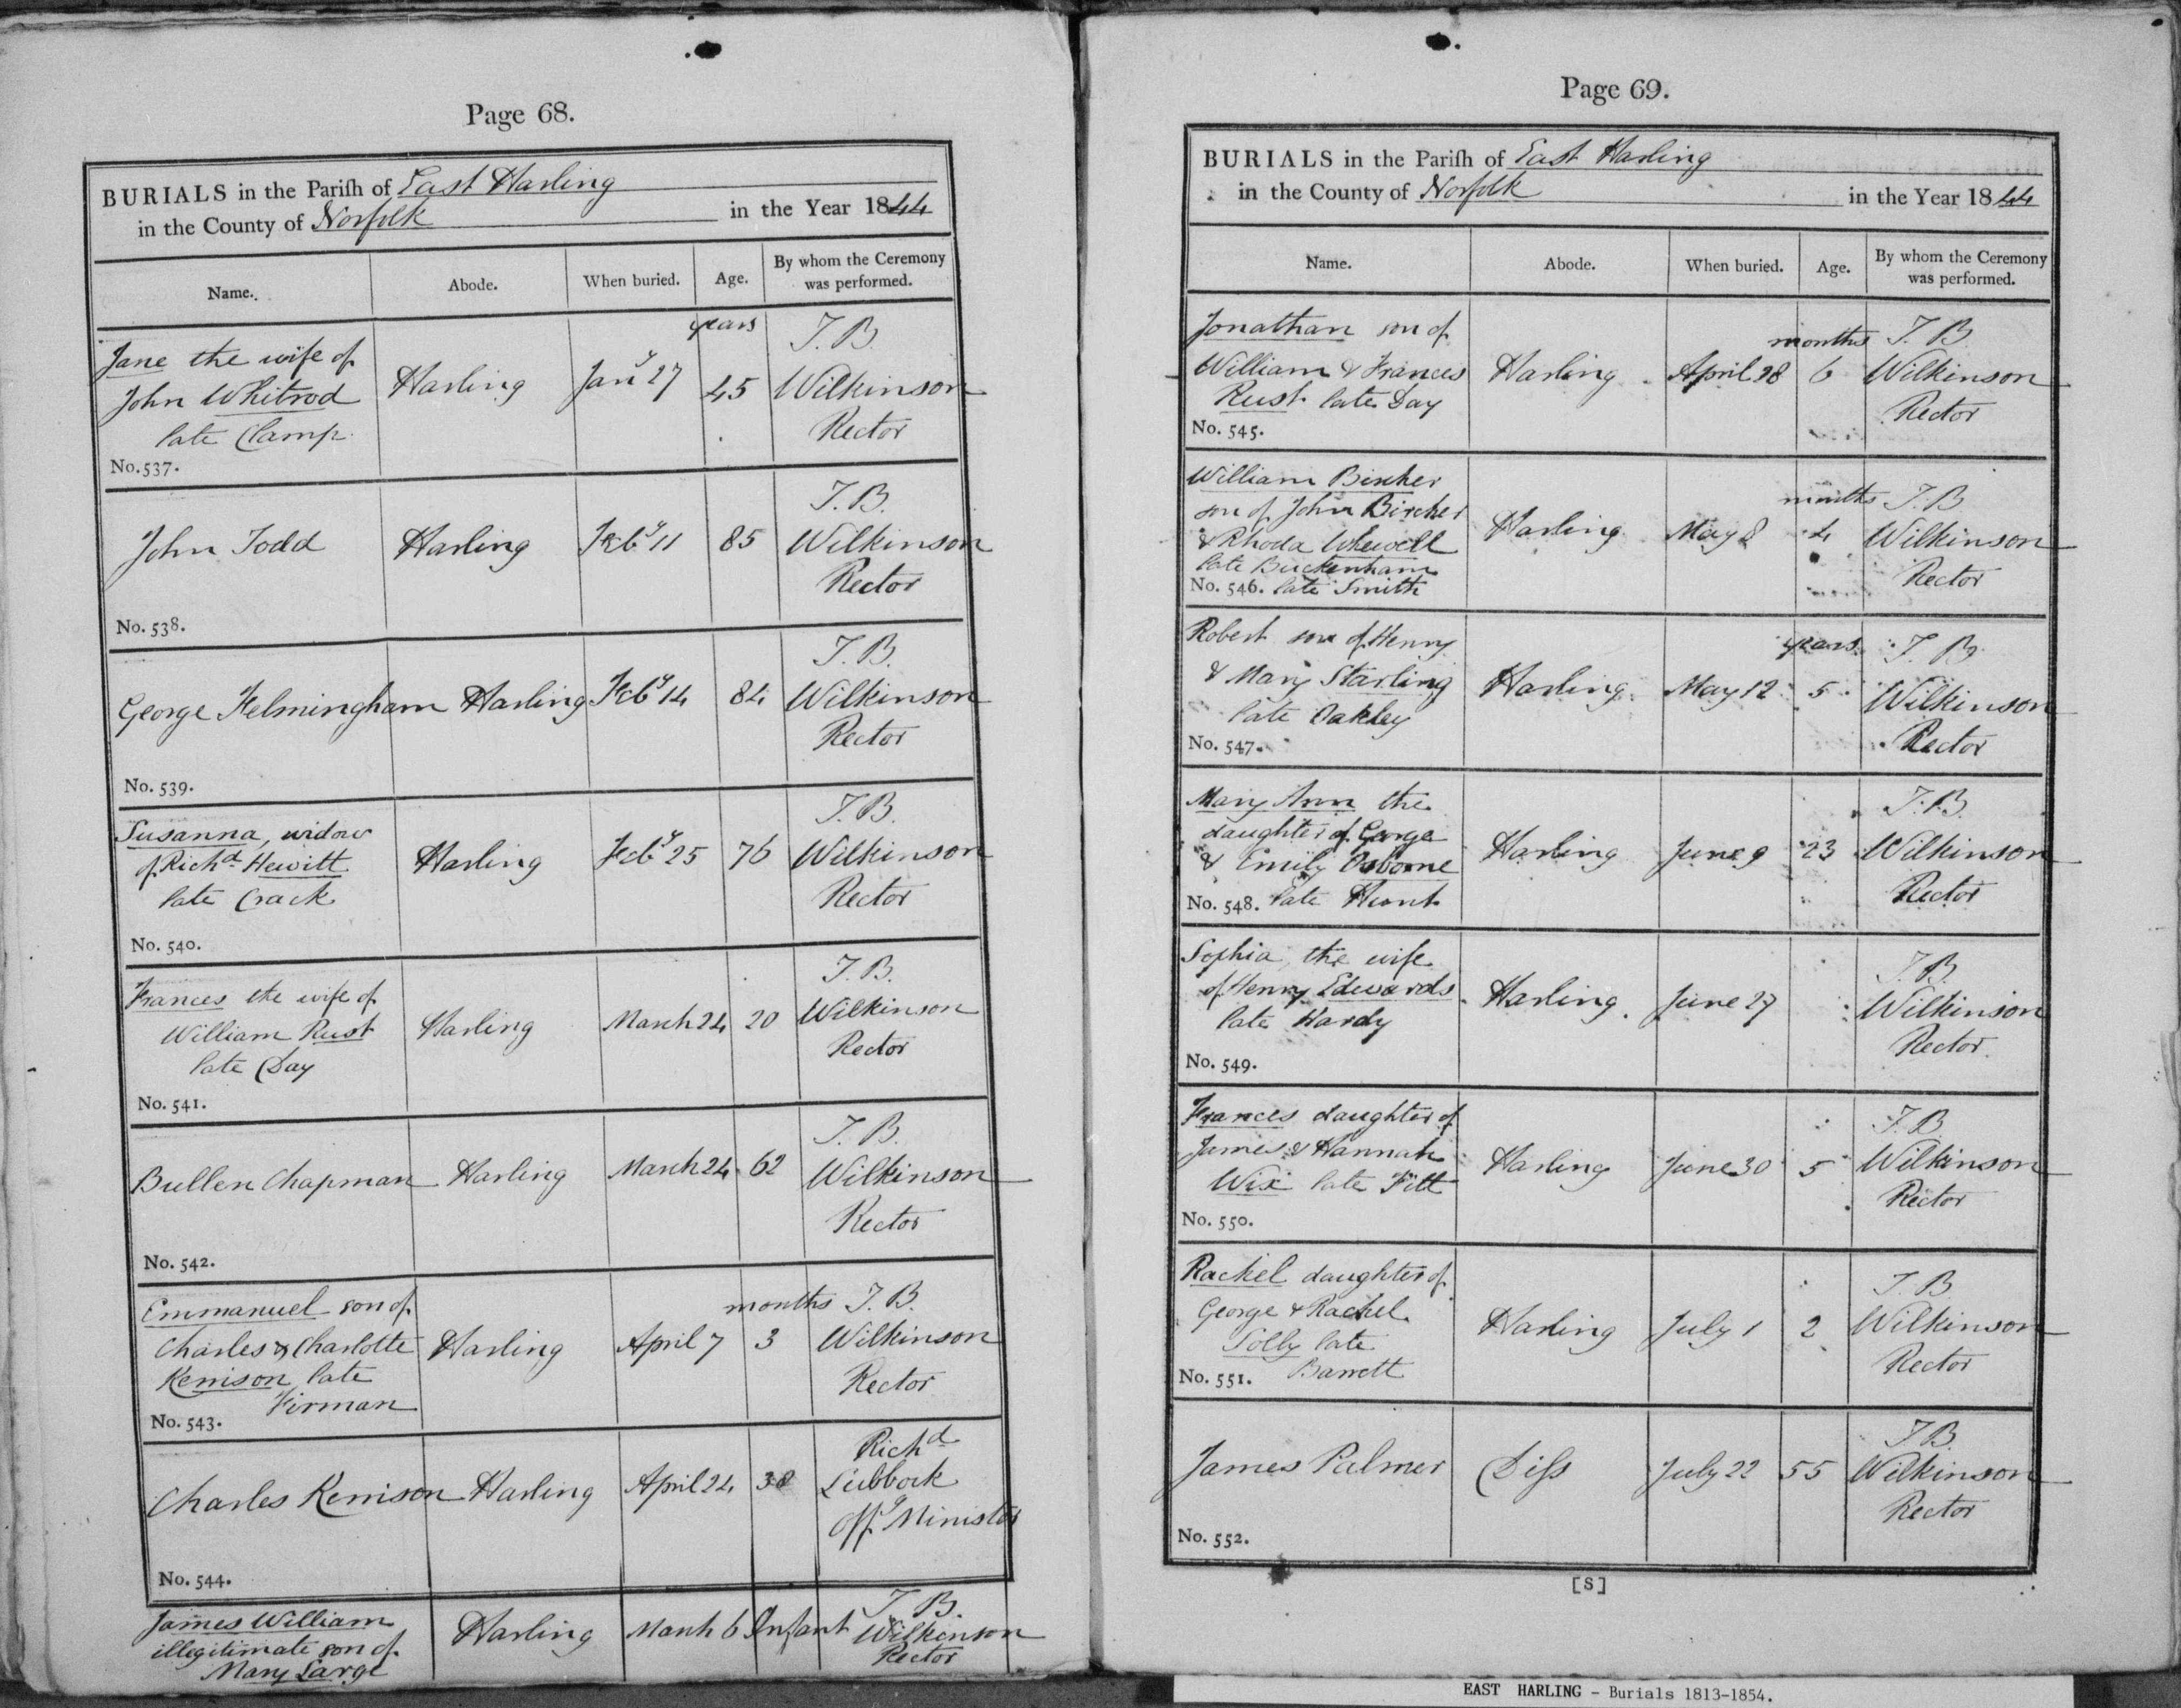 Page 68.
BURIALS in the Pariſh of East Harling
in the County of Norfolk in the Year 1844
Name. Abode. When buried. Age. By whom the Ceremony was performed.
Jane the wife of
John Whitrod
late Clamp
Harling
Jany 27
years
45
T. B.
Wilkinson
Rector
No. 537.
John Todd
Harling
Feby 11
85
T. B.
Wilkinson
Rector
No. 538.
George Helmingham
Harling
Feby 14
84
T. B.
Wilkinson
Rector
No. 539.
Susanna, widow
of Richd Hewitt
late Crack
Harling
Feby 25
76
T. B.
Wilkinson
Rector
No. 540.
Frances the wife of
William Rust
late Day
Harling
March 24
20
T. B.
Wilkinson
Rector
No. 541.
Bullen Chapman
Harling
March 24
62
T. B.
Wilkinson
Rector
No. 542.
Emmanuel son of
Charles & Charlotte
Kenison late
Firman
Harling
April 7
months
3
T. B.
Wilkinson
Rector
No. 543.
Charles Kenison
Harling
April 24
38
Richd
Lubbock
Offg Minister
No. 544.
James William
illegitimate son of
Mary Large
Harling
March 6
Infant
T. B.
Wilkinson
Rector
Page 69.
BURIALS in the Pariſh of East Harling
in the County of Norfolk in the Year 1844
Name. Abode. When buried. Age. By whom the Ceremony was performed.
Jonathan son of
William & Frances
Rust late Day
Harling
April 28
months
6
T. B.
Wilkinson
Rector
No. 545.
William Bircher
son of John Bircher
& Rhoda Whewell
late Buckenham
late Smith
Harling
May 8
months
4
T. B.
Wilkinson
Rector
No. 546.
Robert son of Henry
& Mary Starling
late Oakley
Harling
May 12
years
5
T. B.
Wilkinson
Rector
No. 547.
Mary Ann the
daughter of George
& Emily Osborne
late Hunt
Harling
June 9
23
T. B.
Wilkinson
Rector
No. 548.
Sophia, the wife
of Henry Edwards
late Hardy
Harling
June 27
T. B.
Wilkinson
Rector
No. 549.
Frances daughter of
James & Hannah
Wix late Fitt
Harling
June 30
5
T. B.
Wilkinson
Rector
No. 550.
Rachel daughter of
George & Rachel
Solly late
Barrett
Harling
July 1
2
T. B.
Wilkinson
Rector
No. 551.
James Palmer
Diſs
July 22
55
T. B.
Wilkinson
Rector
No. 552.
[S]
EAST HARLING - Burials 1813-1854.